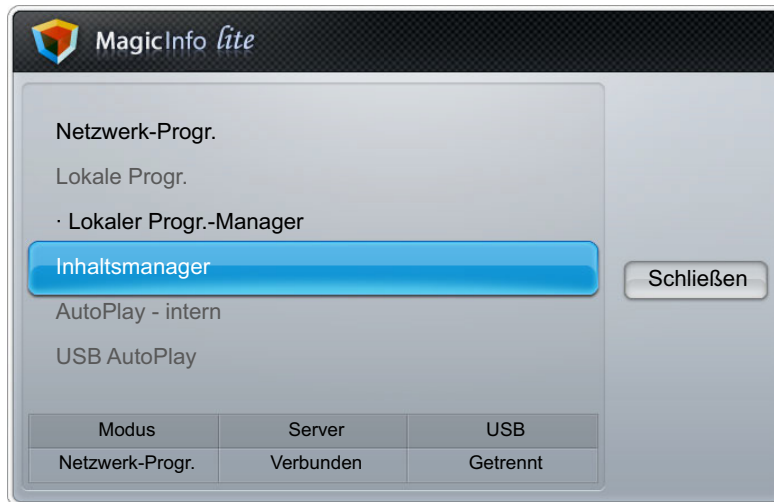 MagicInfo lite
Netzwerk-Progr.
Lokale Progr.
· Lokaler Progr.-Manager
Inhaltsmanager
AutoPlay - intern
USB AutoPlay
Schließen
Modus Server USB
Netzwerk-Progr. Verbunden Getrennt